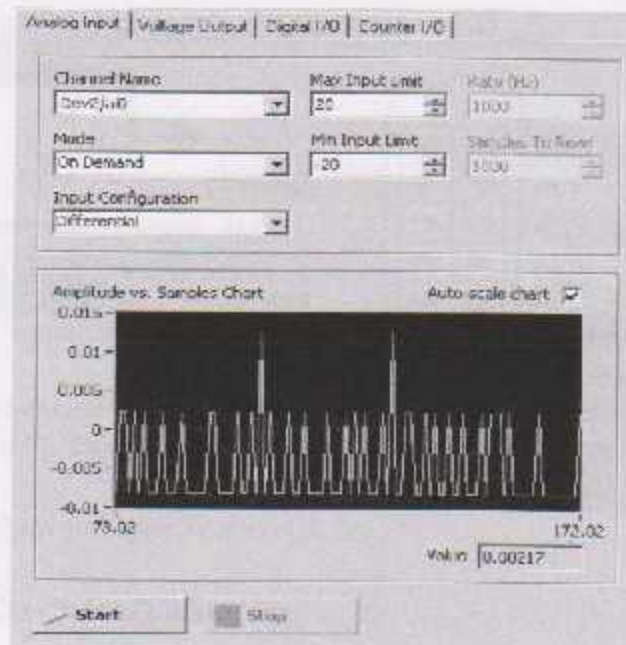 Analog Input Voltage Output Digital I/O Counter I/O
Channel Name Max Input Limit Rate (Hz)
Dev2/ai0 20 1000
Mode Min Input Limit Samples To Read
On Demand -20 1000
Input Configuration
Differential
Amplitude vs. Samples Chart Auto-scale chart
0.015
0.01
0.005
0
-0.005
-0.01
73.02 172.02
Value 0.00217
Start Stop